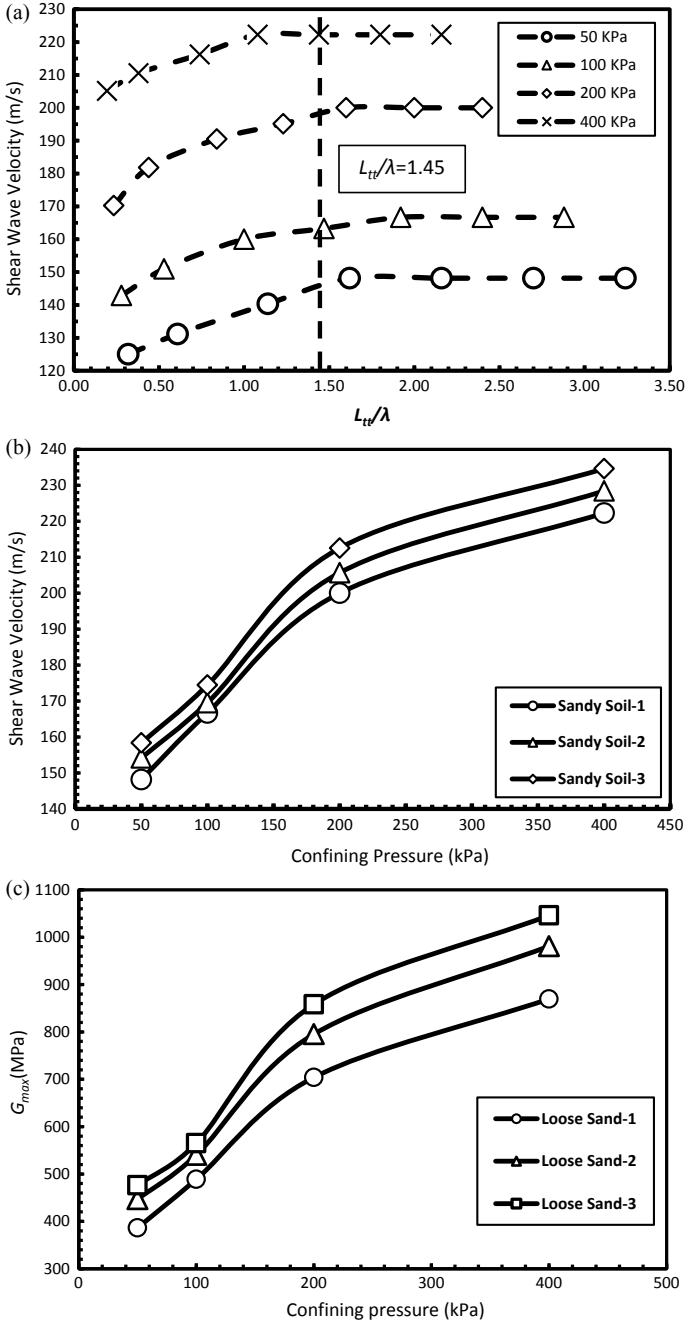 (a)
230
220
210
200
190
180
170
160
150
140
130
120
Shear Wave Velocity (m/s)
50 KPa
100 KPa
200 KPa
400 KPa
Ltt/λ=1.45
0.00 0.50 1.00 1.50 2.00 2.50 3.00 3.50
Ltt/λ
(b)
240
230
220
210
200
190
180
170
160
150
140
Shear Wave Velocity (m/s)
Sandy Soil-1
Sandy Soil-2
Sandy Soil-3
0 50 100 150 200 250 300 350 400 450
Confining Pressure (kPa)
(c)
1100
1000
900
800
700
600
500
400
300
Gmax(MPa)
Loose Sand-1
Loose Sand-2
Loose Sand-3
0 100 200 300 400 500
Confining pressure (kPa)